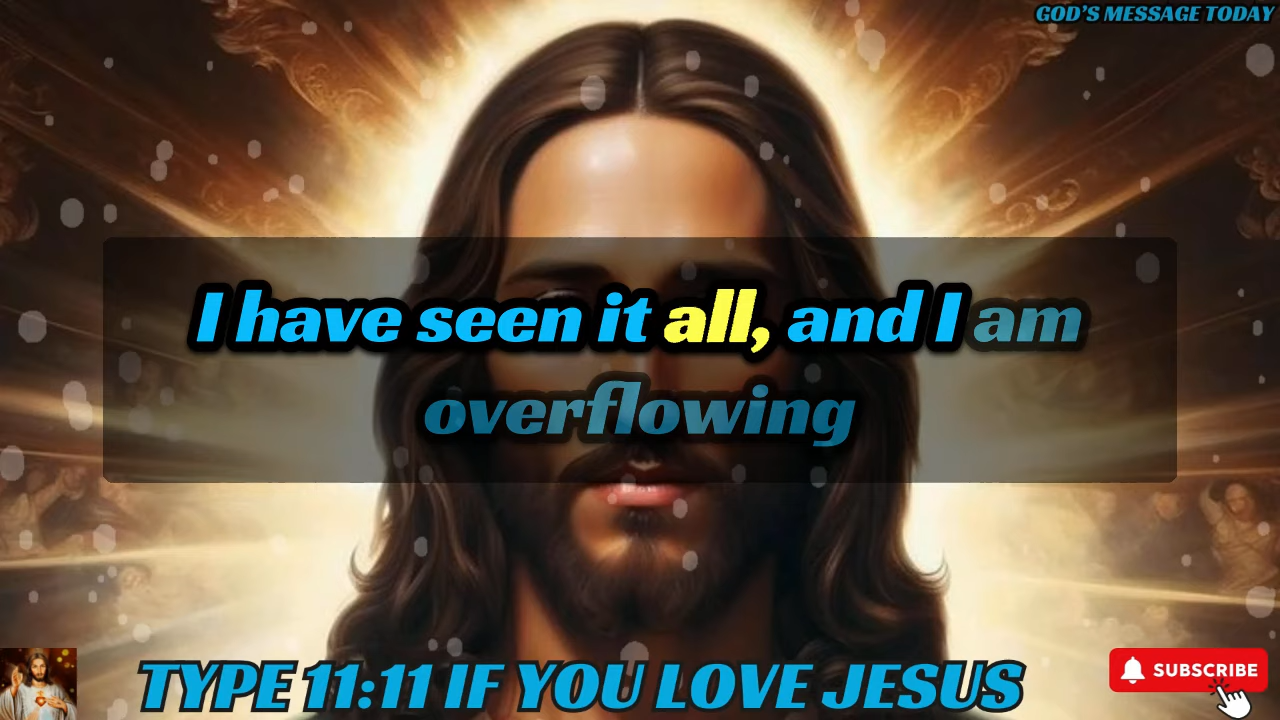 GOD'S MESSAGE TODAY
I have seen it all, and I am
overflowing
TYPE 11:11 IF YOU LOVE JESUS
SUBSCRIBE